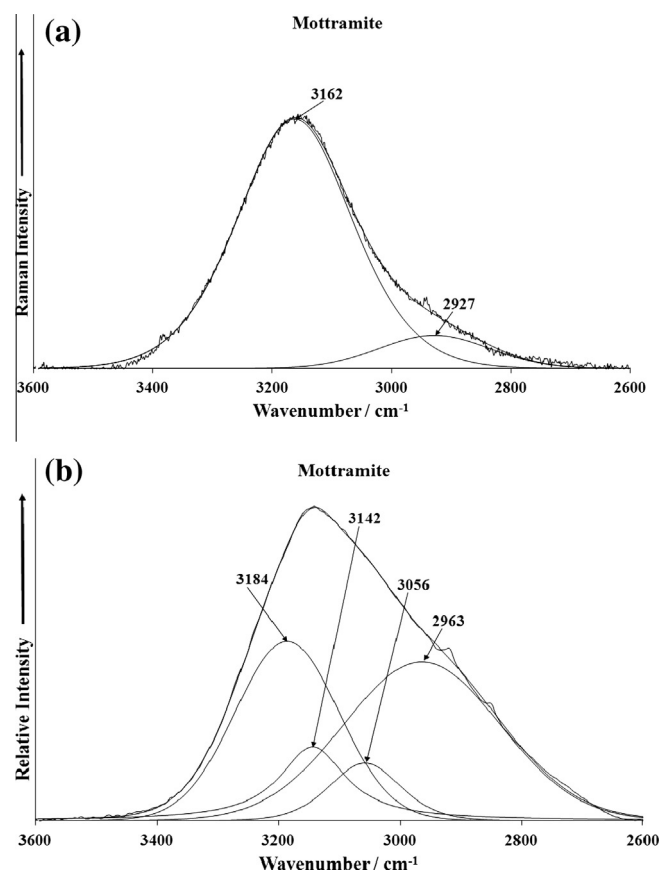 (a)
Mottramite
3162
2927
Raman Intensity
3600 3400 3200 3000 2800 2600
Wavenumber / cm⁻¹
(b)
Mottramite
3142
3184
3056
2963
Relative Intensity
3600 3400 3200 3000 2800 2600
Wavenumber / cm⁻¹